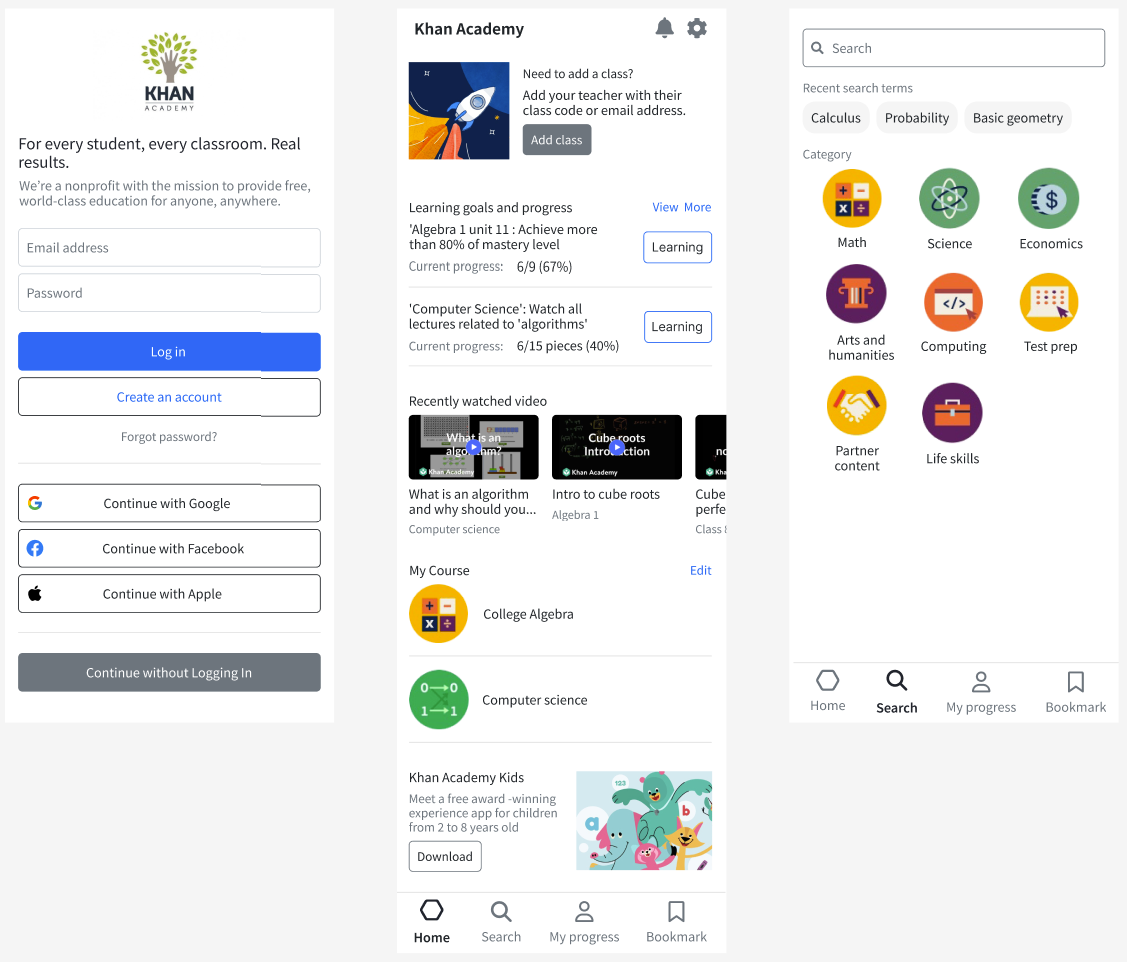 KHAN
ACADEMY
For every student, every classroom. Real
results.
We're a nonprofit with the mission to provide free,
world-class education for anyone, anywhere.
Email address
Password
Log in
Create an account
Forgot password?
Continue with Google
Continue with Facebook
Continue with Apple
Continue without Logging In
Khan Academy
Need to add a class?
Add your teacher with their
class code or email address.
Add class
Learning goals and progress
View More
'Algebra 1 unit 11 : Achieve more
than 80% of mastery level
Current progress: 6/9 (67%)
Learning
'Computer Science': Watch all
lectures related to 'algorithms'
Current progress: 6/15 pieces (40%)
Learning
Recently watched video
What is an
algorithm?
Khan Academy
What is an algorithm
and why should you...
Computer science
Cube roots
Introduction
Khan Academy
Intro to cube roots
Algebra 1
Cube
perfe
Class
My Course
Edit
College Algebra
0 0
1 1
Computer science
Khan Academy Kids
Meet a free award -winning
experience app for children
from 2 to 8 years old
Download
123
a
b
Home
Search
My progress
Bookmark
Search
Recent search terms
Calculus
Probability
Basic geometry
Category
Math
Science
Economics
Arts and
humanities
Computing
Test prep
Partner
content
Life skills
Home
Search
My progress
Bookmark